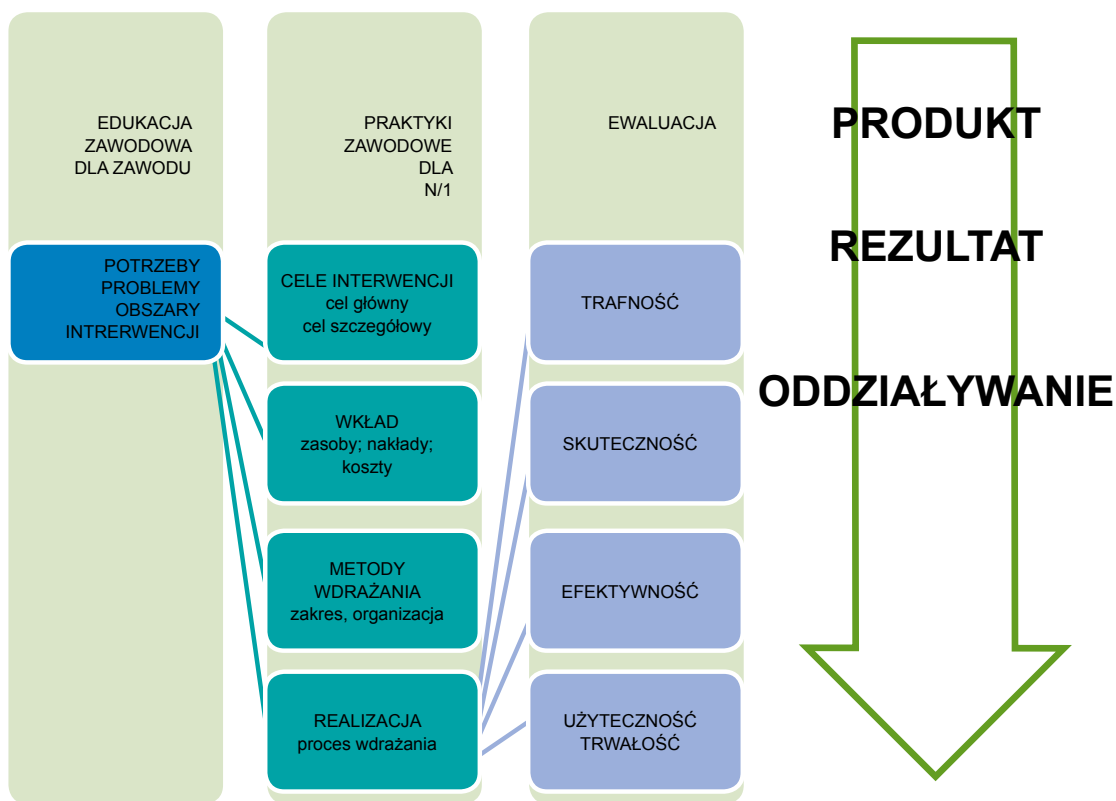 EDUKACJA
ZAWODOWA
DLA ZAWODU
POTRZEBY
PROBLEMY
OBSZARY
INTRERWENCJI
PRAKTYKI
ZAWODOWE
DLA
N/1
CELE INTERWENCJI
cel główny
cel szczegółowy
WKŁAD
zasoby; nakłady;
koszty
METODY
WDRAŻANIA
zakres, organizacja
REALIZACJA
proces wdrażania
EWALUACJA
TRAFNOŚĆ
SKUTECZNOŚĆ
EFEKTYWNOŚĆ
UŻYTECZNOŚĆ
TRWAŁOŚĆ
PRODUKT
REZULTAT
ODDZIAŁYWANIE